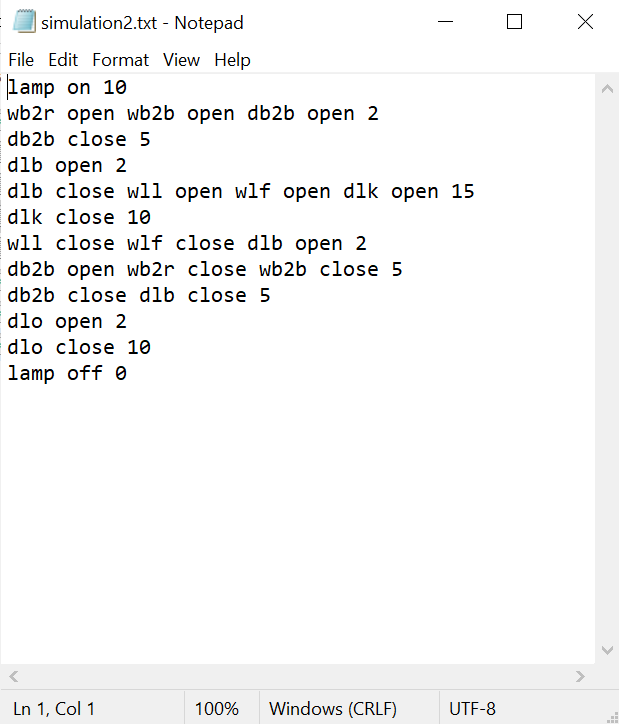 simulation2.txt - Notepad
File Edit Format View Help
lamp on 10
wb2r open wb2b open db2b open 2
db2b close 5
dlb open 2
dlb close wll open wlf open dlk open 15
dlk close 10
wll close wlf close dlb open 2
db2b open wb2r close wb2b close 5
db2b close dlb close 5
dlo open 2
dlo close 10
lamp off 0
Ln 1, Col 1 100% Windows (CRLF) UTF-8